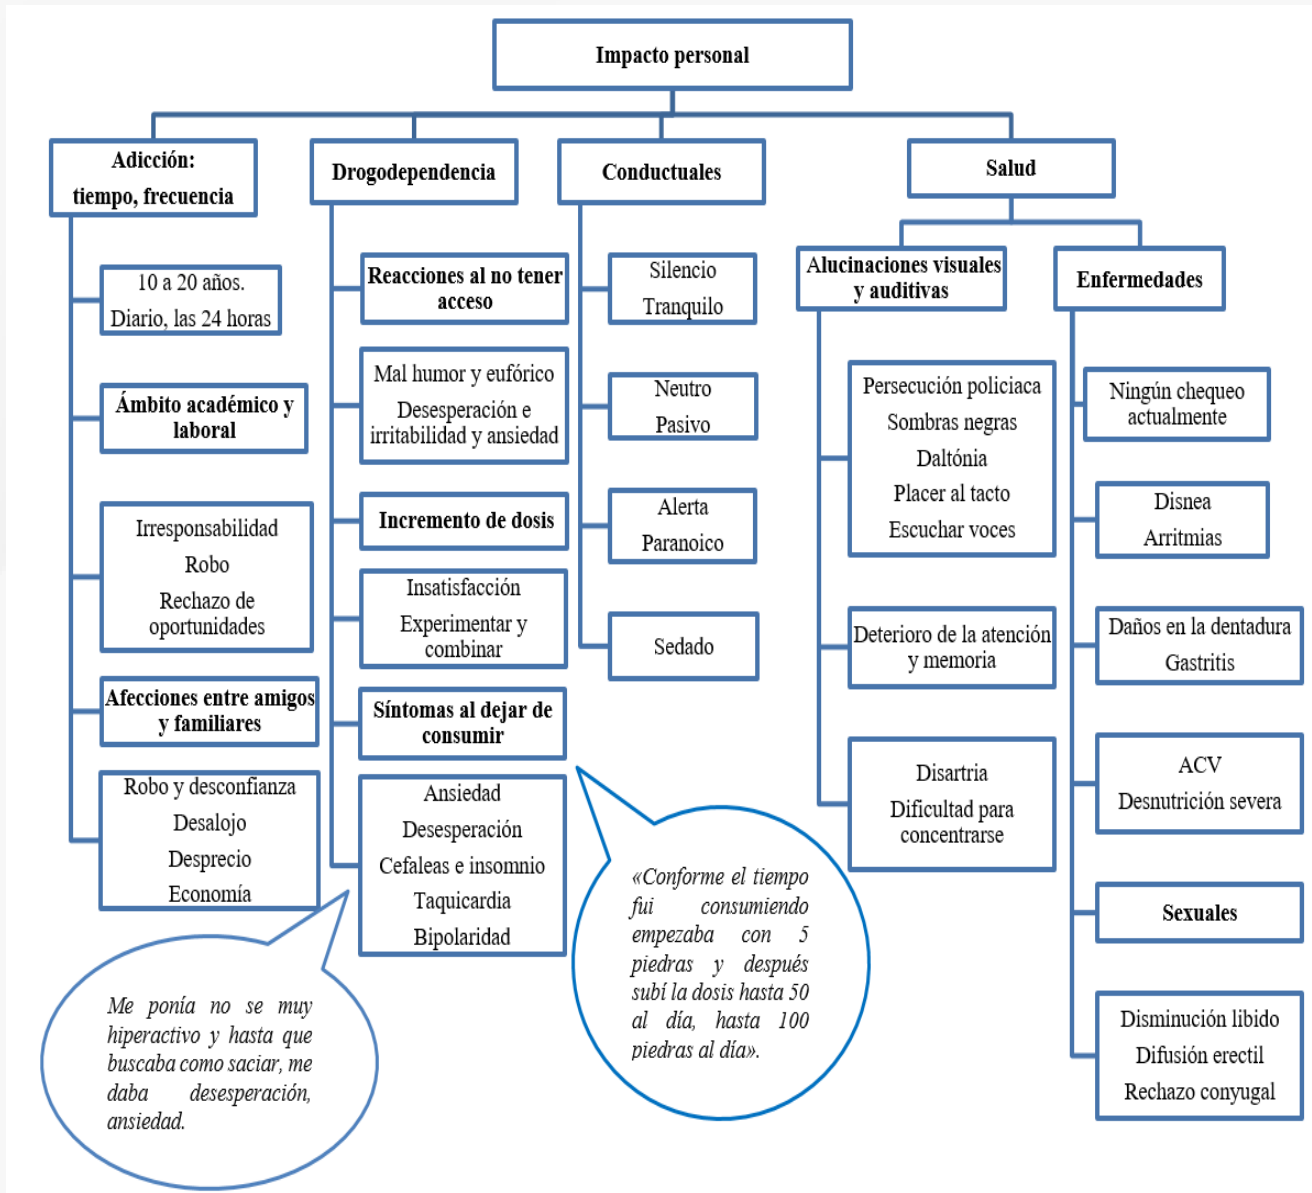 Impacto personal
Adicción:
tiempo, frecuencia
10 a 20 años.
Diario, las 24 horas
Ámbito académico y
laboral
Irresponsabilidad
Robo
Rechazo de
oportunidades
Afecciones entre amigos
y familiares
Robo y desconfianza
Desalojo
Desprecio
Economía
Me ponía no se muy
hiperactivo y hasta que
buscaba como saciar, me
daba desesperación,
ansiedad.
Drogodependencia
Reacciones al no tener
acceso
Mal humor y eufórico
Desesperación e
irritabilidad y ansiedad
Incremento de dosis
Insatisfacción
Experimentar y
combinar
Síntomas al dejar de
consumir
Ansiedad
Desesperación
Cefaleas e insomnio
Taquicardia
Bipolaridad
«Conforme el tiempo
fui consumiendo
empezaba con 5
piedras y después
subí la dosis hasta 50
al día, hasta 100
piedras al día».
Conductuales
Silencio
Tranquilo
Neutro
Pasivo
Alerta
Paranoico
Sedado
Salud
Alucinaciones visuales
y auditivas
Persecución policiaca
Sombras negras
Daltónia
Placer al tacto
Escuchar voces
Deterioro de la atención
y memoria
Disartria
Dificultad para
concentrarse
Enfermedades
Ningún chequeo
actualmente
Disnea
Arritmias
Daños en la dentadura
Gastritis
ACV
Desnutrición severa
Sexuales
Disminución libido
Difusión erectil
Rechazo conyugal